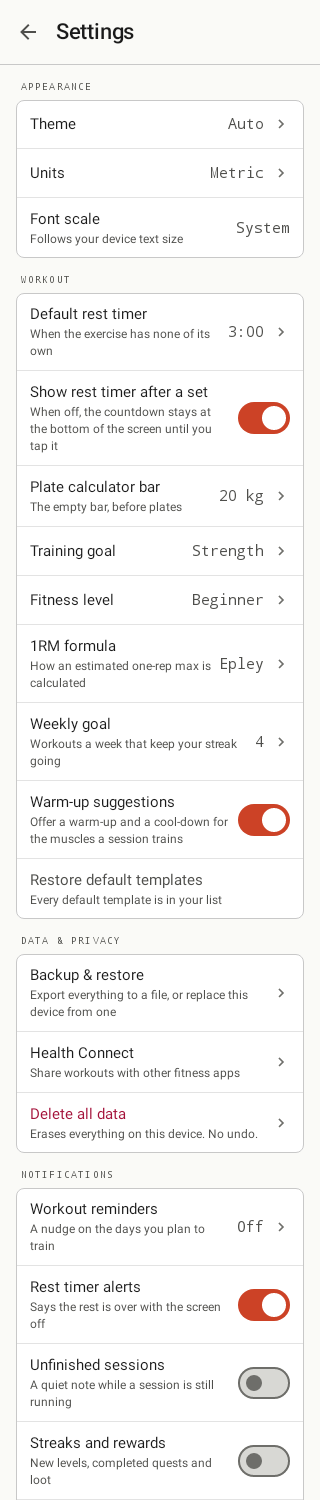 Settings
APPEARANCE
Theme
Auto
Units
Metric
Font scale
Follows your device text size
System
WORKOUT
Default rest timer
When the exercise has none of its
own
3:00
Show rest timer after a set
When off, the countdown stays at
the bottom of the screen until you
tap it
Plate calculator bar
The empty bar, before plates
20 kg
Training goal
Strength
Fitness level
Beginner
1RM formula
How an estimated one-rep max is
calculated
Epley
Weekly goal
Workouts a week that keep your streak
going
4
Warm-up suggestions
Offer a warm-up and a cool-down for
the muscles a session trains
Restore default templates
Every default template is in your list
DATA & PRIVACY
Backup & restore
Export everything to a file, or replace this
device from one
Health Connect
Share workouts with other fitness apps
Delete all data
Erases everything on this device. No undo.
NOTIFICATIONS
Workout reminders
A nudge on the days you plan to
train
Off
Rest timer alerts
Says the rest is over with the screen
off
Unfinished sessions
A quiet note while a session is still
running
Streaks and rewards
New levels, completed quests and
loot